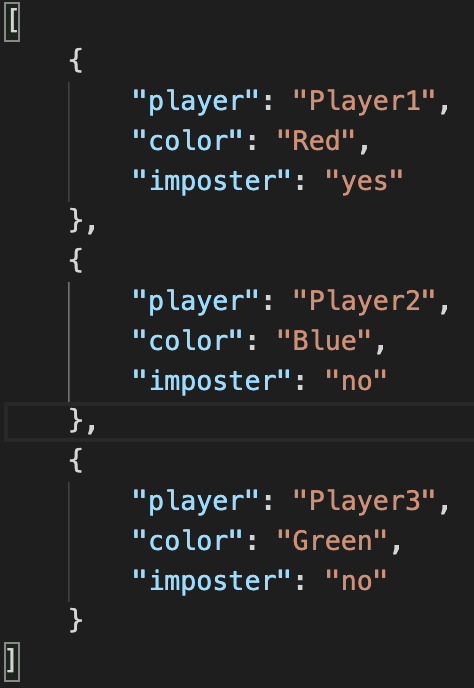 [
    {
        "player": "Player1",
        "color": "Red",
        "imposter": "yes"
    },
    {
        "player": "Player2",
        "color": "Blue",
        "imposter": "no"
    },
    {
        "player": "Player3",
        "color": "Green",
        "imposter": "no"
    }
]